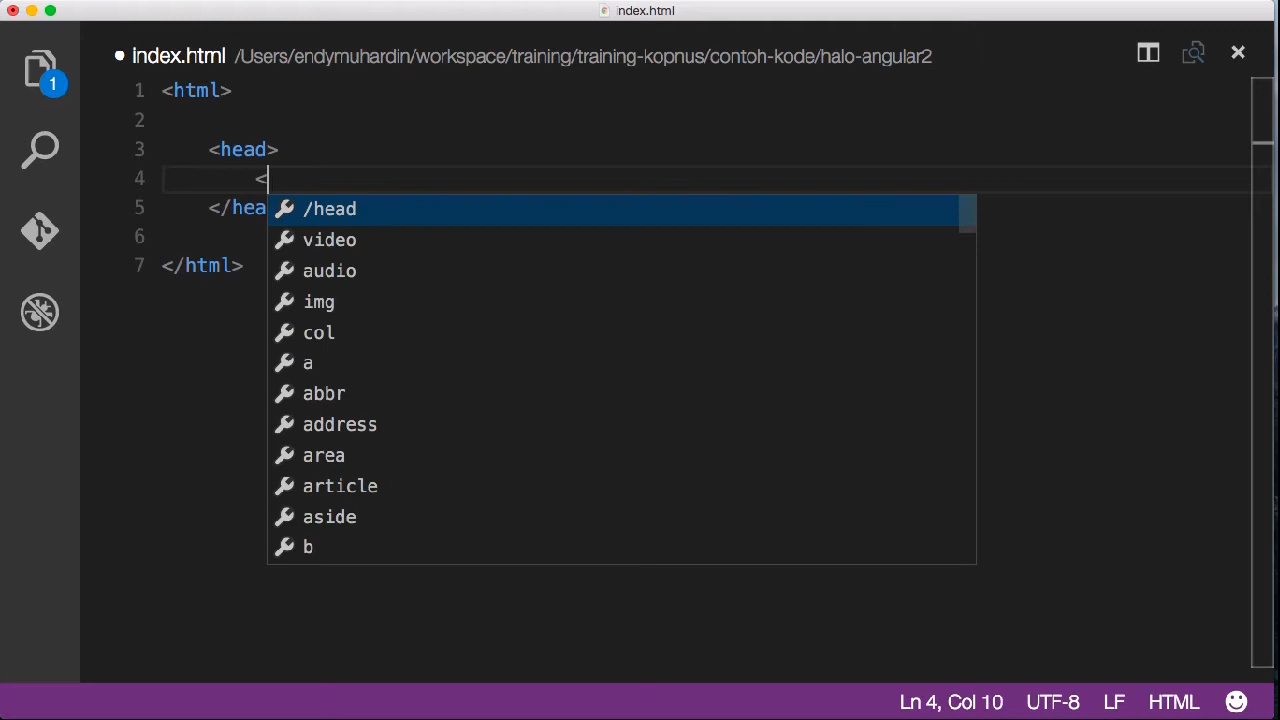 index.html
index.html /Users/endymuhardin/workspace/training/training-kopnus/contoh-kode/halo-angular2
1
1 <html>
2
3 <head>
4 <
5 </hea
6
7 </html>
/head
video
audio
img
col
a
abbr
address
area
article
aside
b
Ln 4, Col 10 UTF-8 LF HTML